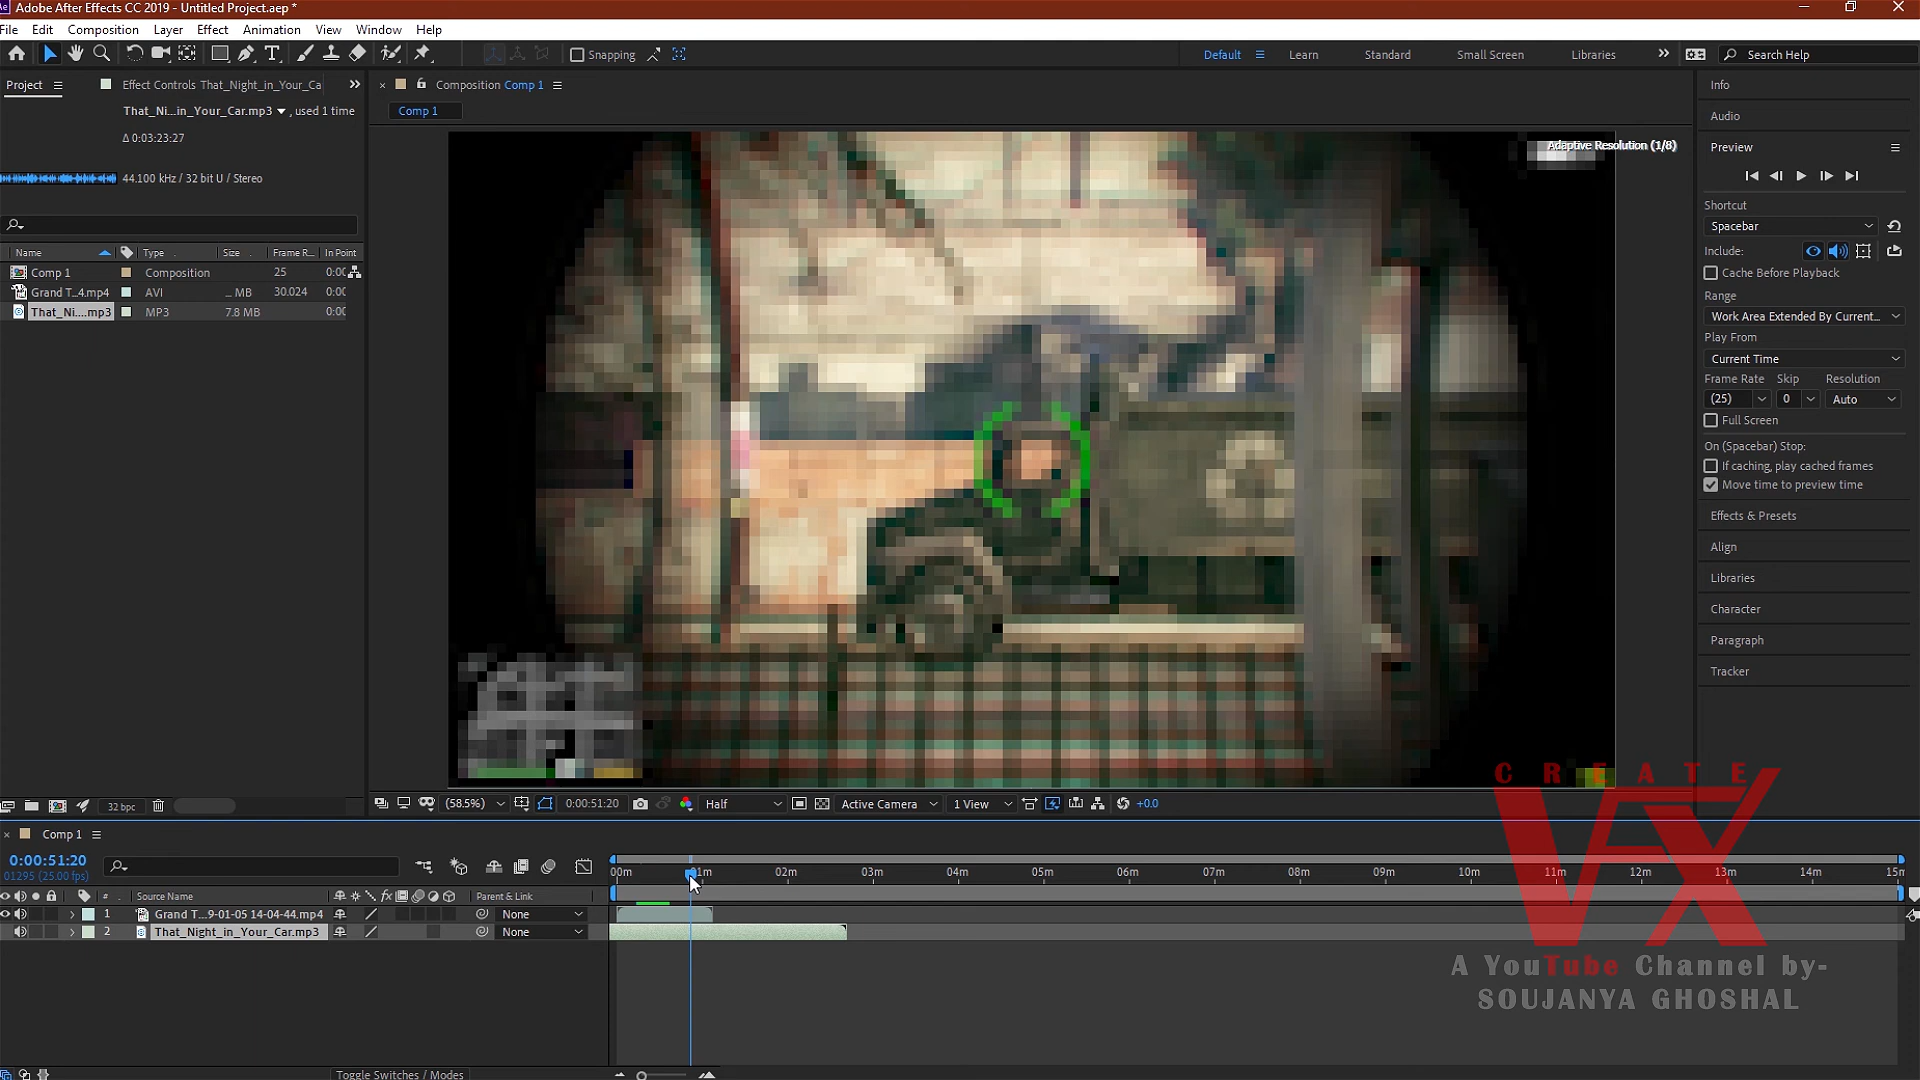 Adobe After Effects CC 2019 - Untitled Project.aep *
File Edit Composition Layer Effect Animation View Window Help
Snapping
Default Learn Standard Small Screen Libraries Search Help
Project Effect Controls That_Night_in_Your_Ca
That_Ni...in_Your_Car.mp3 , used 1 time
Δ 0:03:23:27
44.100 kHz / 32 bit U / Stereo
Name Type Size Frame R... In Point
Comp 1 Composition 25 0:00
Grand T...4.mp4 AVI ... MB 30.024 0:00
That_Ni....mp3 MP3 7.8 MB 0:00
32 bpc
Composition Comp 1
Comp 1
Adaptive Resolution (1/8)
(58.5%) 0:00:51:20 Half Active Camera 1 View +0.0
Info
Audio
Preview
Shortcut
Spacebar
Include:
Cache Before Playback
Range
Work Area Extended By Current...
Play From
Current Time
Frame Rate Skip Resolution
(25) 0 Auto
Full Screen
On (Spacebar) Stop:
If caching, play cached frames
Move time to preview time
Effects & Presets
Align
Libraries
Character
Paragraph
Tracker
Comp 1
0:00:51:20
01295 (25.00 fps)
00m 01m 02m 03m 04m 05m 06m 07m 08m 09m 10m 11m 12m 13m 14m 15m
# Source Name Parent & Link
1 Grand T...9-01-05 14-04-44.mp4 None
2 That_Night_in_Your_Car.mp3 None
Toggle Switches / Modes
CREATE
VFX
A YouTube Channel by-
SOUJANYA GHOSHAL